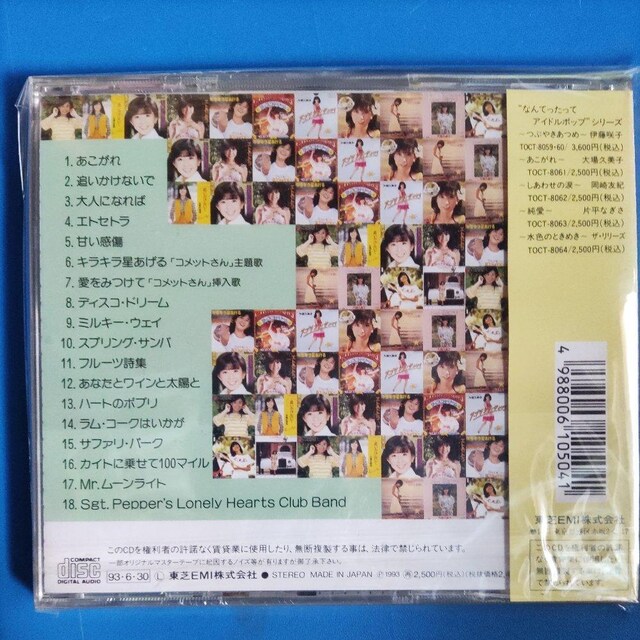 1. あこがれ
2. 追いかけないで
3. 大人になれば
4. エトセトラ
5. 甘い感傷
6. キラキラ星あげる「コメットさん」主題歌
7. 愛をみつけて「コメットさん」挿入歌
8. ディスコ・ドリーム
9. ミルキー・ウェイ
10. スプリング・サンバ
11. フルーツ詩集
12. あなたとワインと太陽と
13. ハートのポプリ
14. ラム・コークはいかが
15. サファリ・パーク
16. カイトに乗せて100マイル
17. Mr.ムーンライト
18. Sgt. Pepper's Lonely Hearts Club Band
このCDを権利者の許諾なく賃貸業に使用したり、無断複製する事は、法律で禁じられています。
一部オリジナルマスターテープに起因するノイズ等が有りますが御了承下さい。
COMPACT
disc
DIGITAL AUDIO
93・6・30 Ⓛ 東芝EMI株式会社 STEREO MADE IN JAPAN Ⓟ1993 2,500円(税込)
"なんてったって
アイドルポップ"シリーズ
―つぶやきあつめ― 伊藤咲子
TOCT-8059・60/3,600円(税込)
―あこがれ― 大場久美子
TOCT-8061/2,500円(税込)
―しあわせの涙― 岡崎友紀
TOCT-8062/2,500円(税込)
―純愛― 片平なぎさ
TOCT-8063/2,500円(税込)
―水色のときめき― ザ・リリーズ
TOCT-8064/2,500円(税込)
4 988006 105041
東芝EMI株式会社